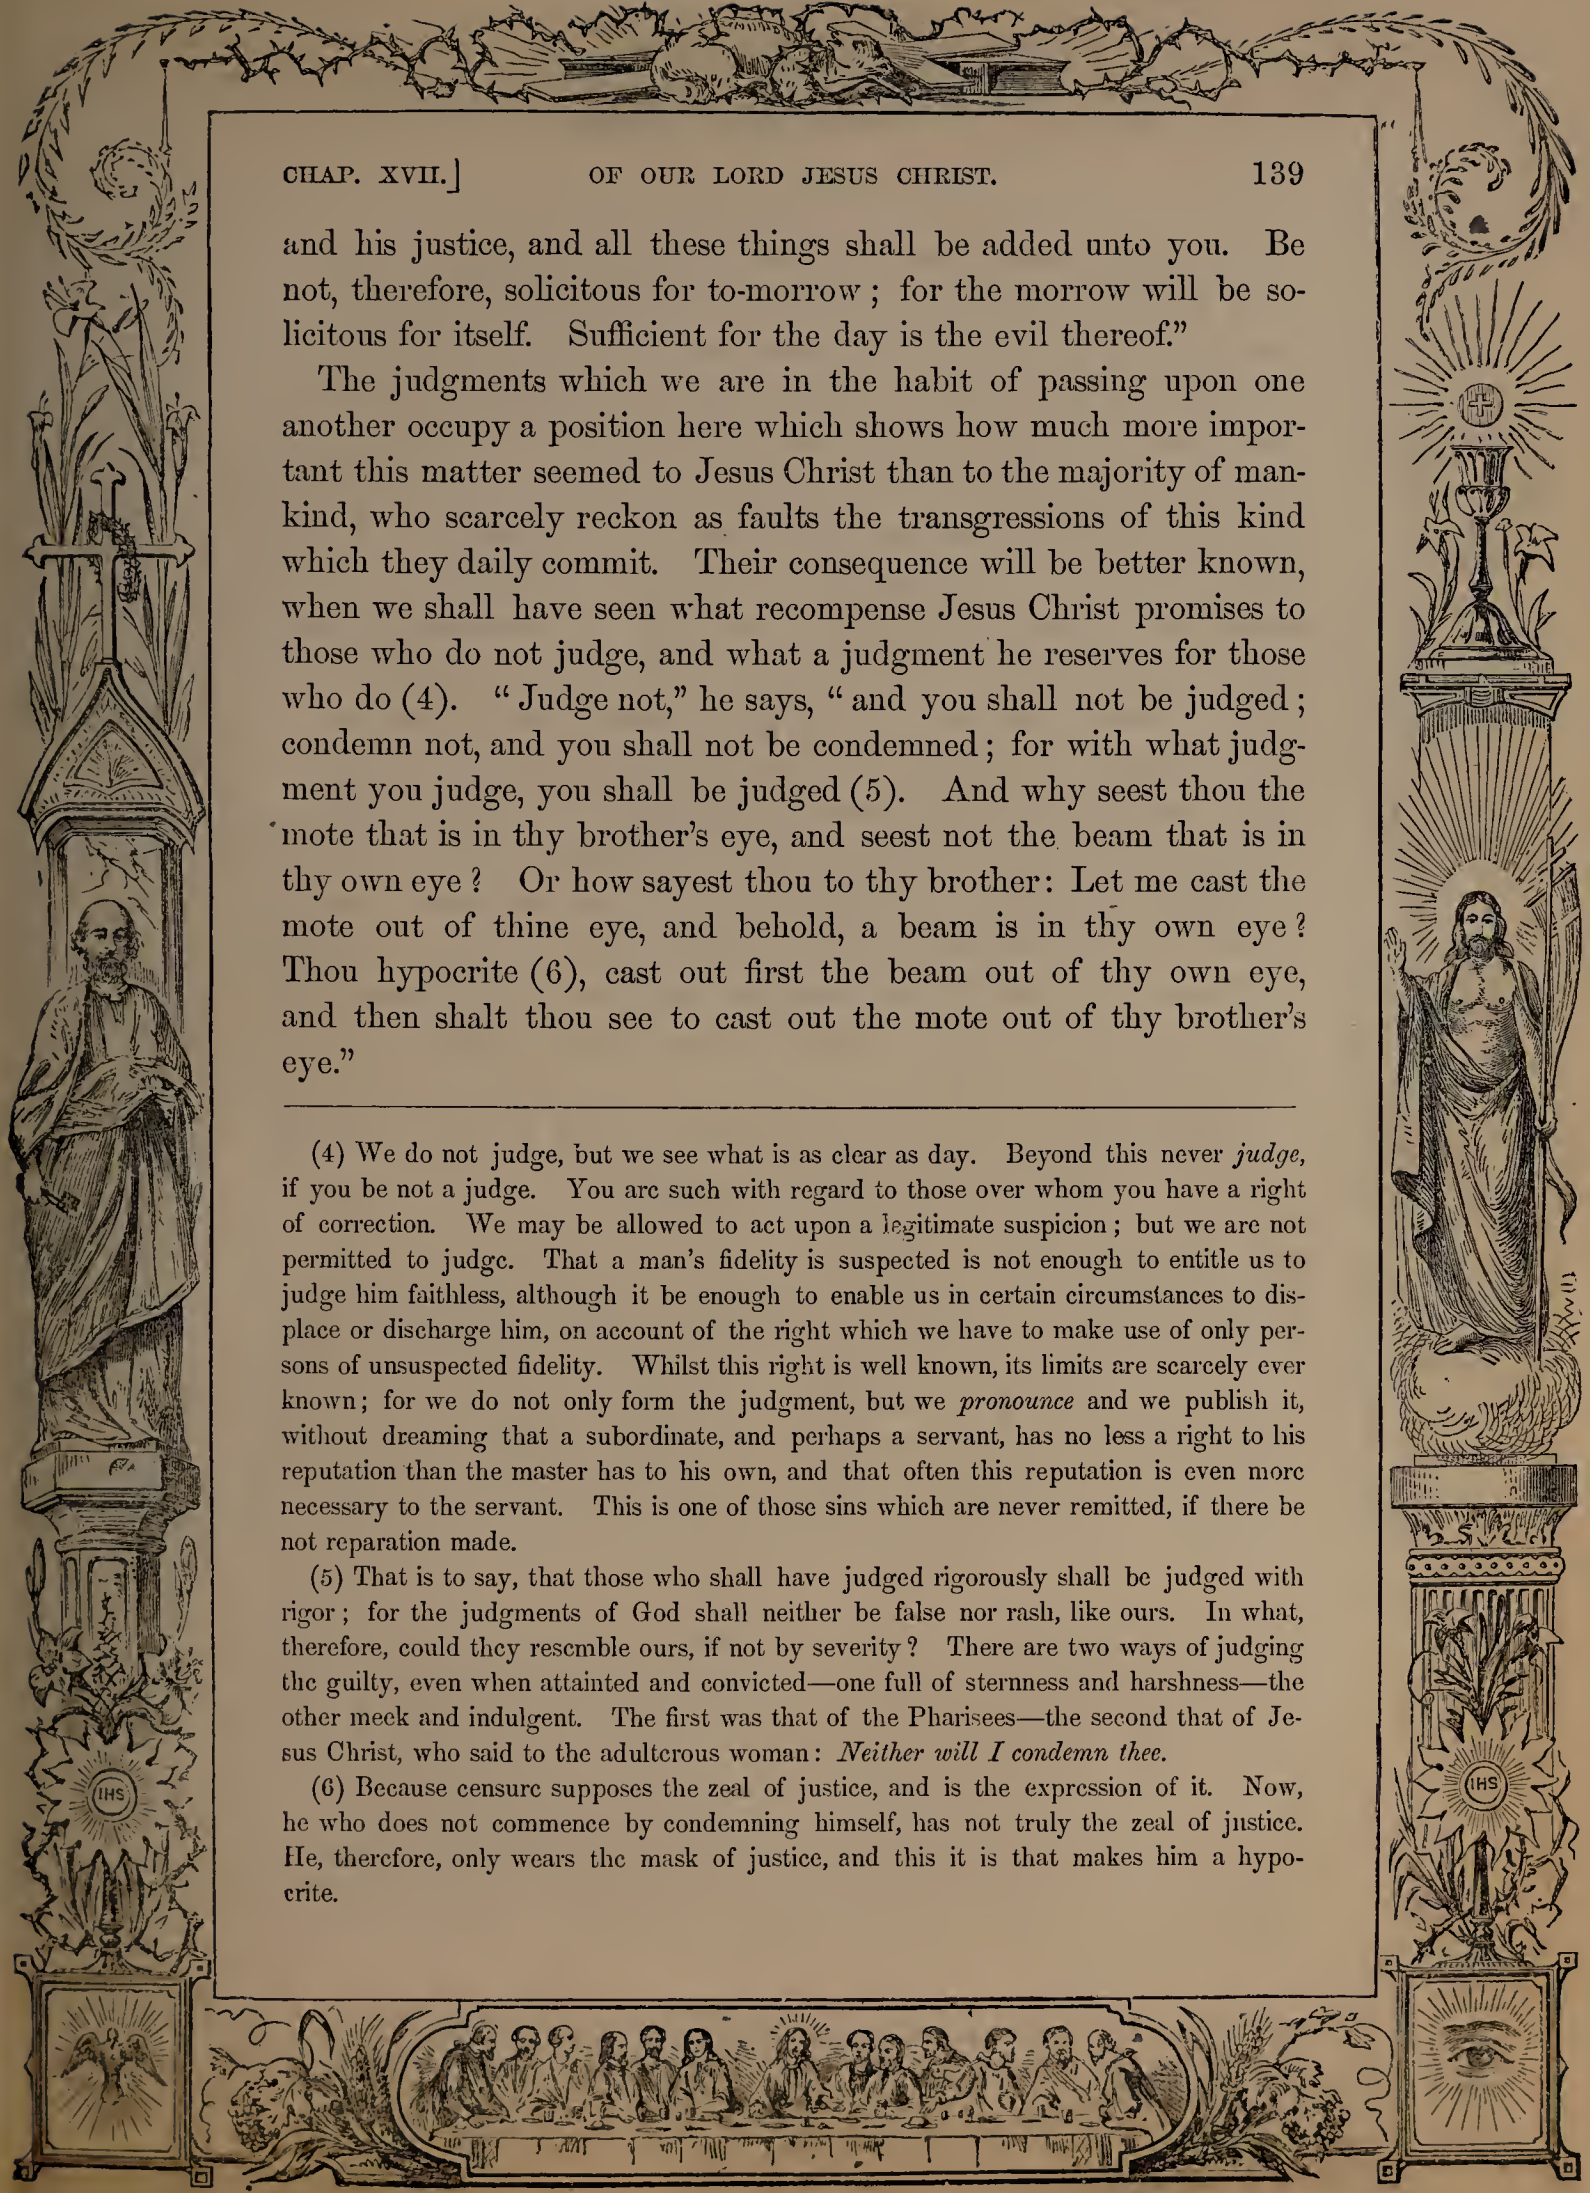 CHAP. XVII.] OF OUR LORD JESUS CHRIST. 139
and his justice, and all these things shall be added unto you. Be
not, therefore, solicitous for to-morrow; for the morrow will be so-
licitous for itself. Sufficient for the day is the evil thereof."
The judgments which we are in the habit of passing upon one
another occupy a position here which shows how much more impor-
tant this matter seemed to Jesus Christ than to the majority of man-
kind, who scarcely reckon as faults the transgressions of this kind
which they daily commit. Their consequence will be better known,
when we shall have seen what recompense Jesus Christ promises to
those who do not judge, and what a judgment he reserves for those
who do (4). "Judge not," he says, "and you shall not be judged;
condemn not, and you shall not be condemned; for with what judg-
ment you judge, you shall be judged (5). And why seest thou the
mote that is in thy brother's eye, and seest not the beam that is in
thy own eye? Or how sayest thou to thy brother: Let me cast the
mote out of thine eye, and behold, a beam is in thy own eye?
Thou hypocrite (6), cast out first the beam out of thy own eye,
and then shalt thou see to cast out the mote out of thy brother's
eye."
(4) We do not judge, but we see what is as clear as day. Beyond this never judge,
if you be not a judge. You are such with regard to those over whom you have a right
of correction. We may be allowed to act upon a legitimate suspicion; but we are not
permitted to judge. That a man's fidelity is suspected is not enough to entitle us to
judge him faithless, although it be enough to enable us in certain circumstances to dis-
place or discharge him, on account of the right which we have to make use of only per-
sons of unsuspected fidelity. Whilst this right is well known, its limits are scarcely ever
known; for we do not only form the judgment, but we pronounce and we publish it,
without dreaming that a subordinate, and perhaps a servant, has no less a right to his
reputation than the master has to his own, and that often this reputation is even more
necessary to the servant. This is one of those sins which are never remitted, if there be
not reparation made.
(5) That is to say, that those who shall have judged rigorously shall be judged with
rigor; for the judgments of God shall neither be false nor rash, like ours. In what,
therefore, could they resemble ours, if not by severity? There are two ways of judging
the guilty, even when attainted and convicted—one full of sternness and harshness—the
other meek and indulgent. The first was that of the Pharisees—the second that of Je-
sus Christ, who said to the adulterous woman: Neither will I condemn thee.
(6) Because censure supposes the zeal of justice, and is the expression of it. Now,
he who does not commence by condemning himself, has not truly the zeal of justice.
He, therefore, only wears the mask of justice, and this it is that makes him a hypo-
crite.
IHS
IHS